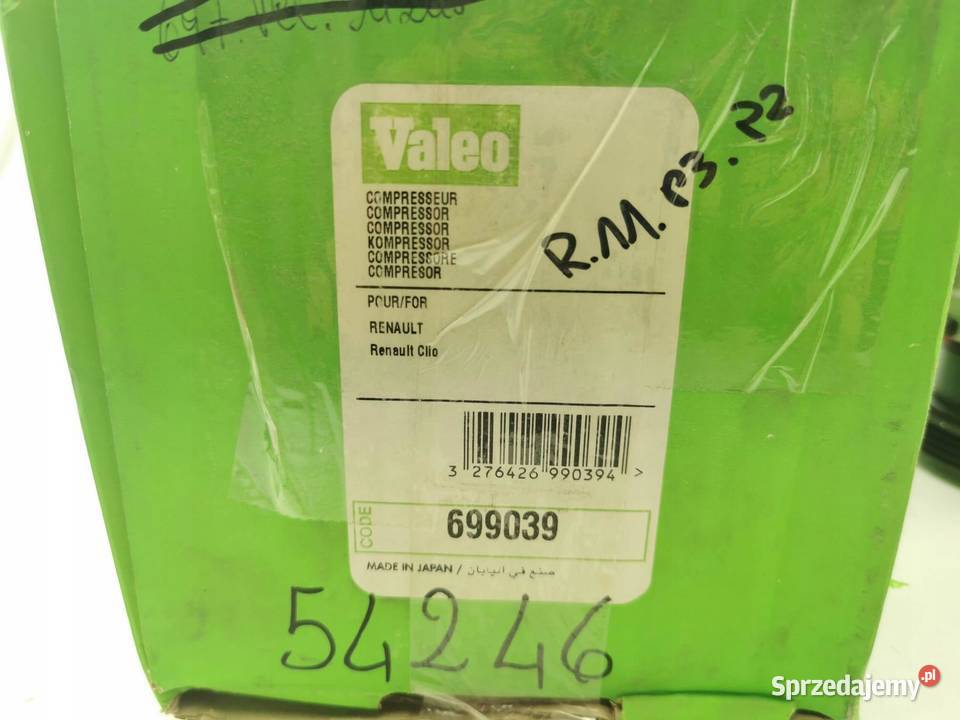 Valeo
R.M. 03.22
COMPRESSEUR
COMPRESSOR
COMPRESSOR
KOMPRESSOR
COMPRESSORE
COMPRESOR
POUR/FOR
RENAULT
Renault Clio
3 276426 990394 >
CODE
699039
MADE IN JAPAN / صنع في اليابان
54246
Sprzedajemy.pl